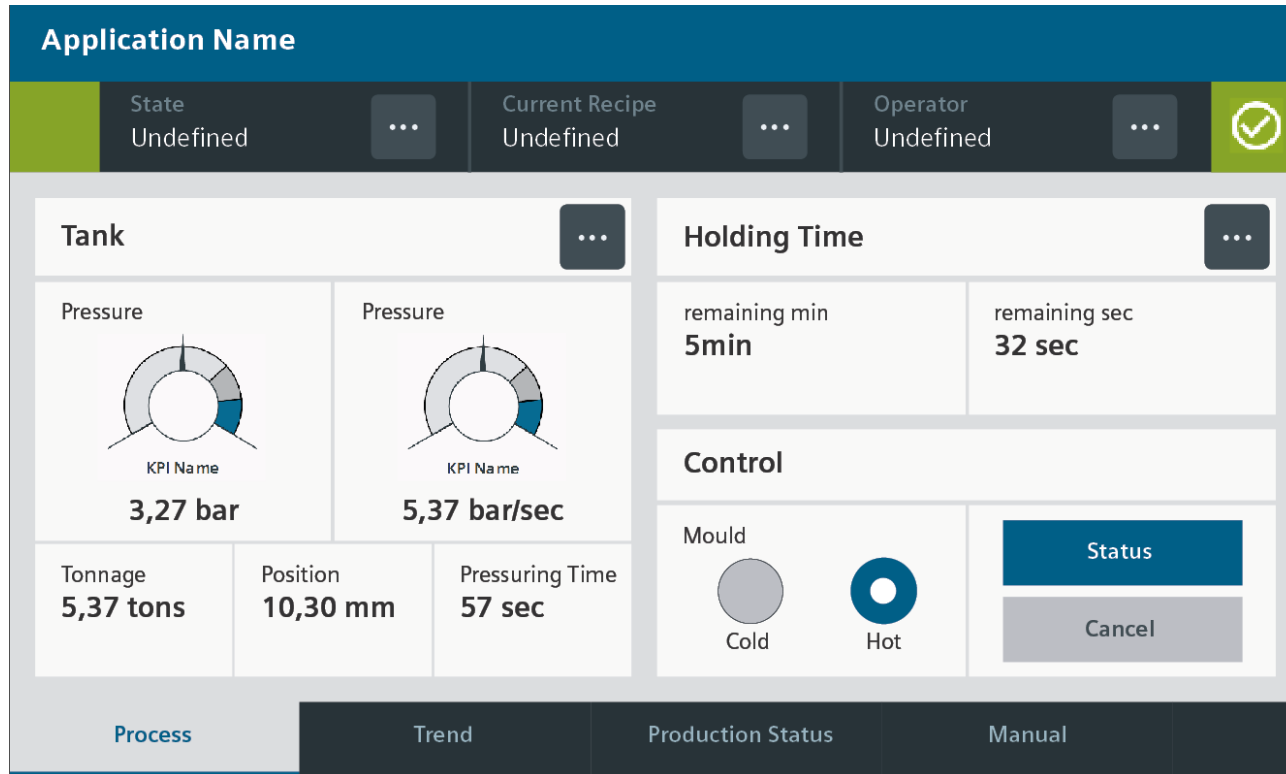 Application Name
State
Undefined
...
Current Recipe
Undefined
...
Operator
Undefined
...
Tank
...
Pressure
KPI Name
3,27 bar
Pressure
KPI Name
5,37 bar/sec
Tonnage
5,37 tons
Position
10,30 mm
Pressuring Time
57 sec
Holding Time
...
remaining min
5min
remaining sec
32 sec
Control
Mould
Cold
Hot
Status
Cancel
Process
Trend
Production Status
Manual